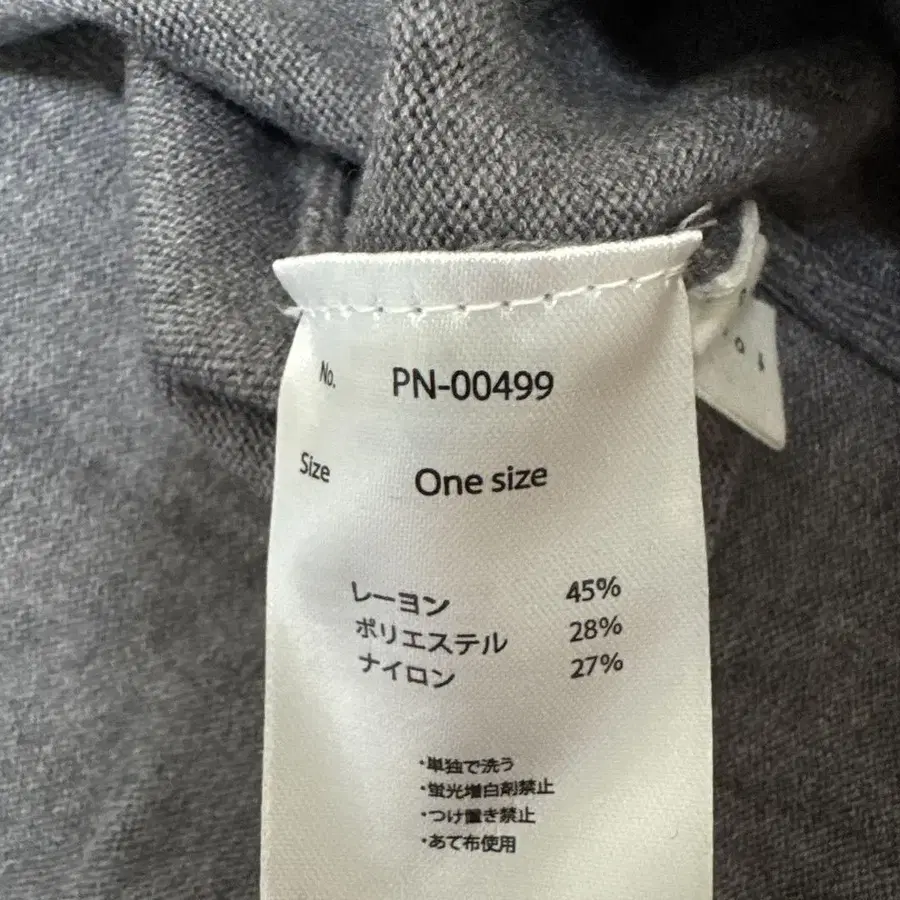 No. PN-00499
Size One size
レーヨン 45%
ポリエステル 28%
ナイロン 27%
・単独で洗う
・蛍光増白剤禁止
・つけ置き禁止
・あて布使用